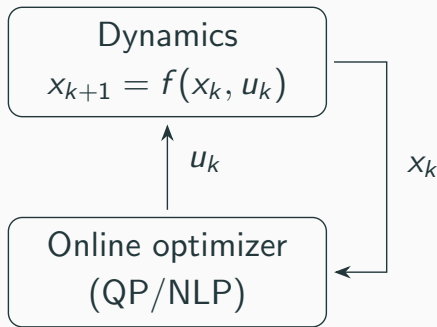 Dynamics
x_{k+1} = f(x_k, u_k)
u_k
x_k
Online optimizer
(QP/NLP)